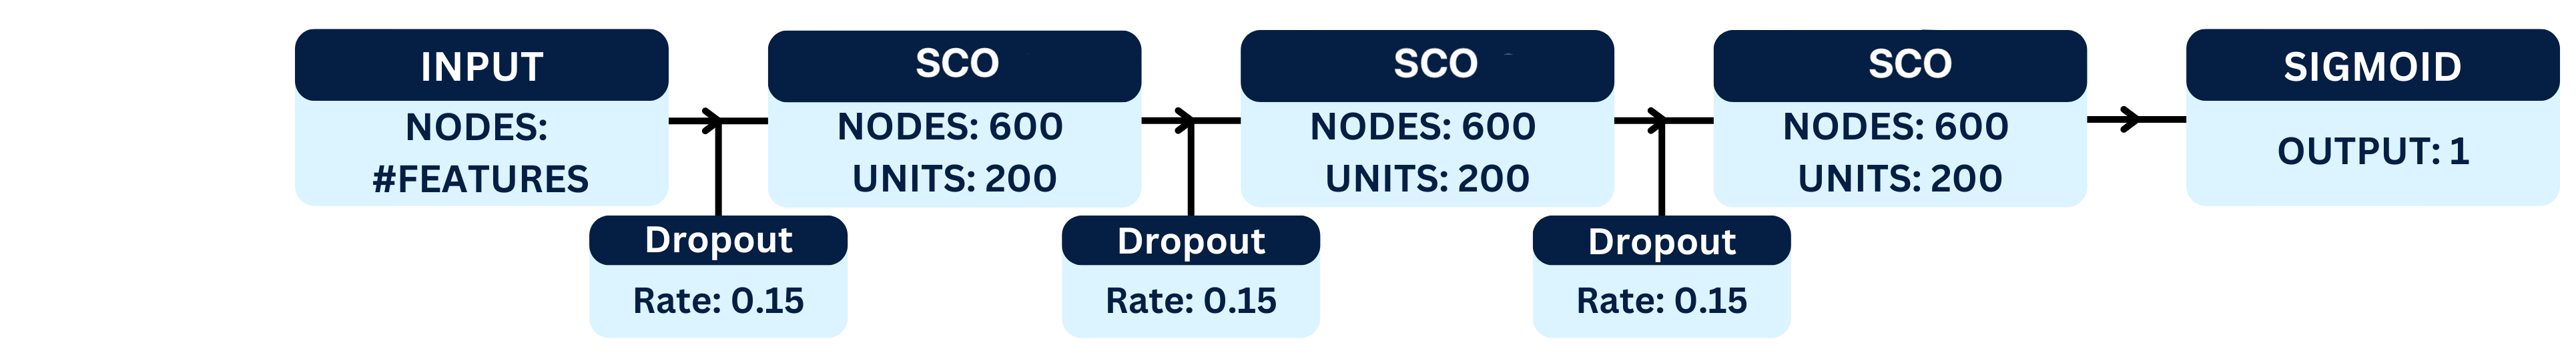 INPUT
NODES:
#FEATURES
SCO
NODES: 600
UNITS: 200
SCO
NODES: 600
UNITS: 200
SCO
NODES: 600
UNITS: 200
SIGMOID
OUTPUT: 1
Dropout
Rate: 0.15
Dropout
Rate: 0.15
Dropout
Rate: 0.15